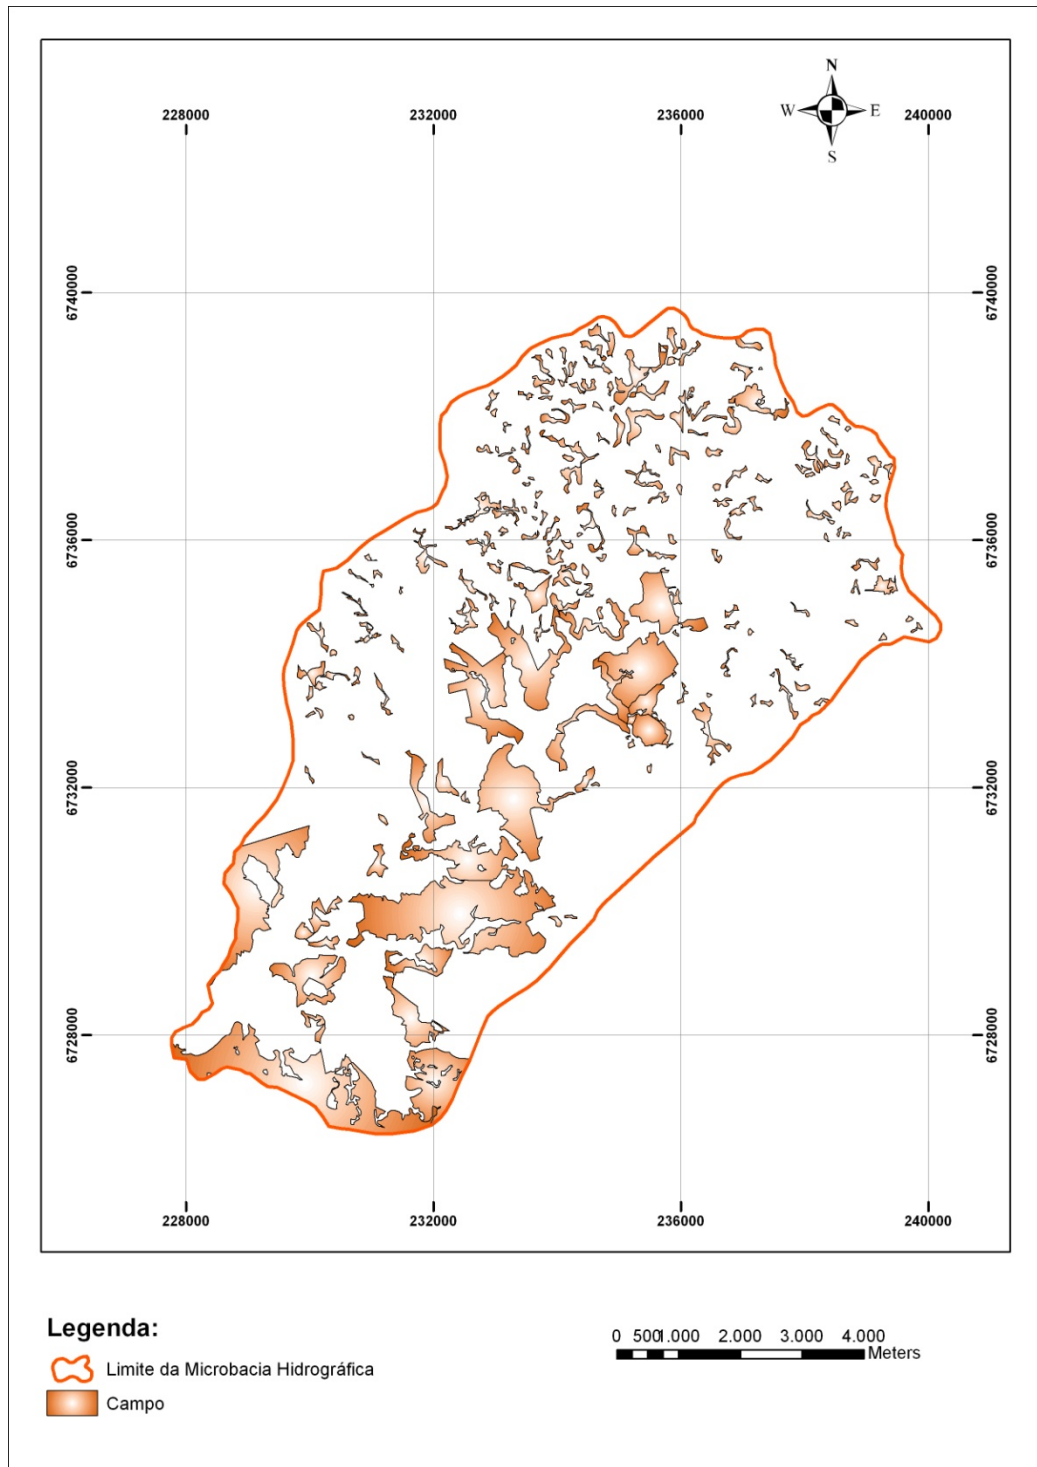 N
W E
S
228000 232000 236000 240000
6740000 6740000
6736000 6736000
6732000 6732000
6728000 6728000
228000 232000 236000 240000
Legenda:
Limite da Microbacia Hidrográfica
Campo
0 500 1.000 2.000 3.000 4.000
Meters